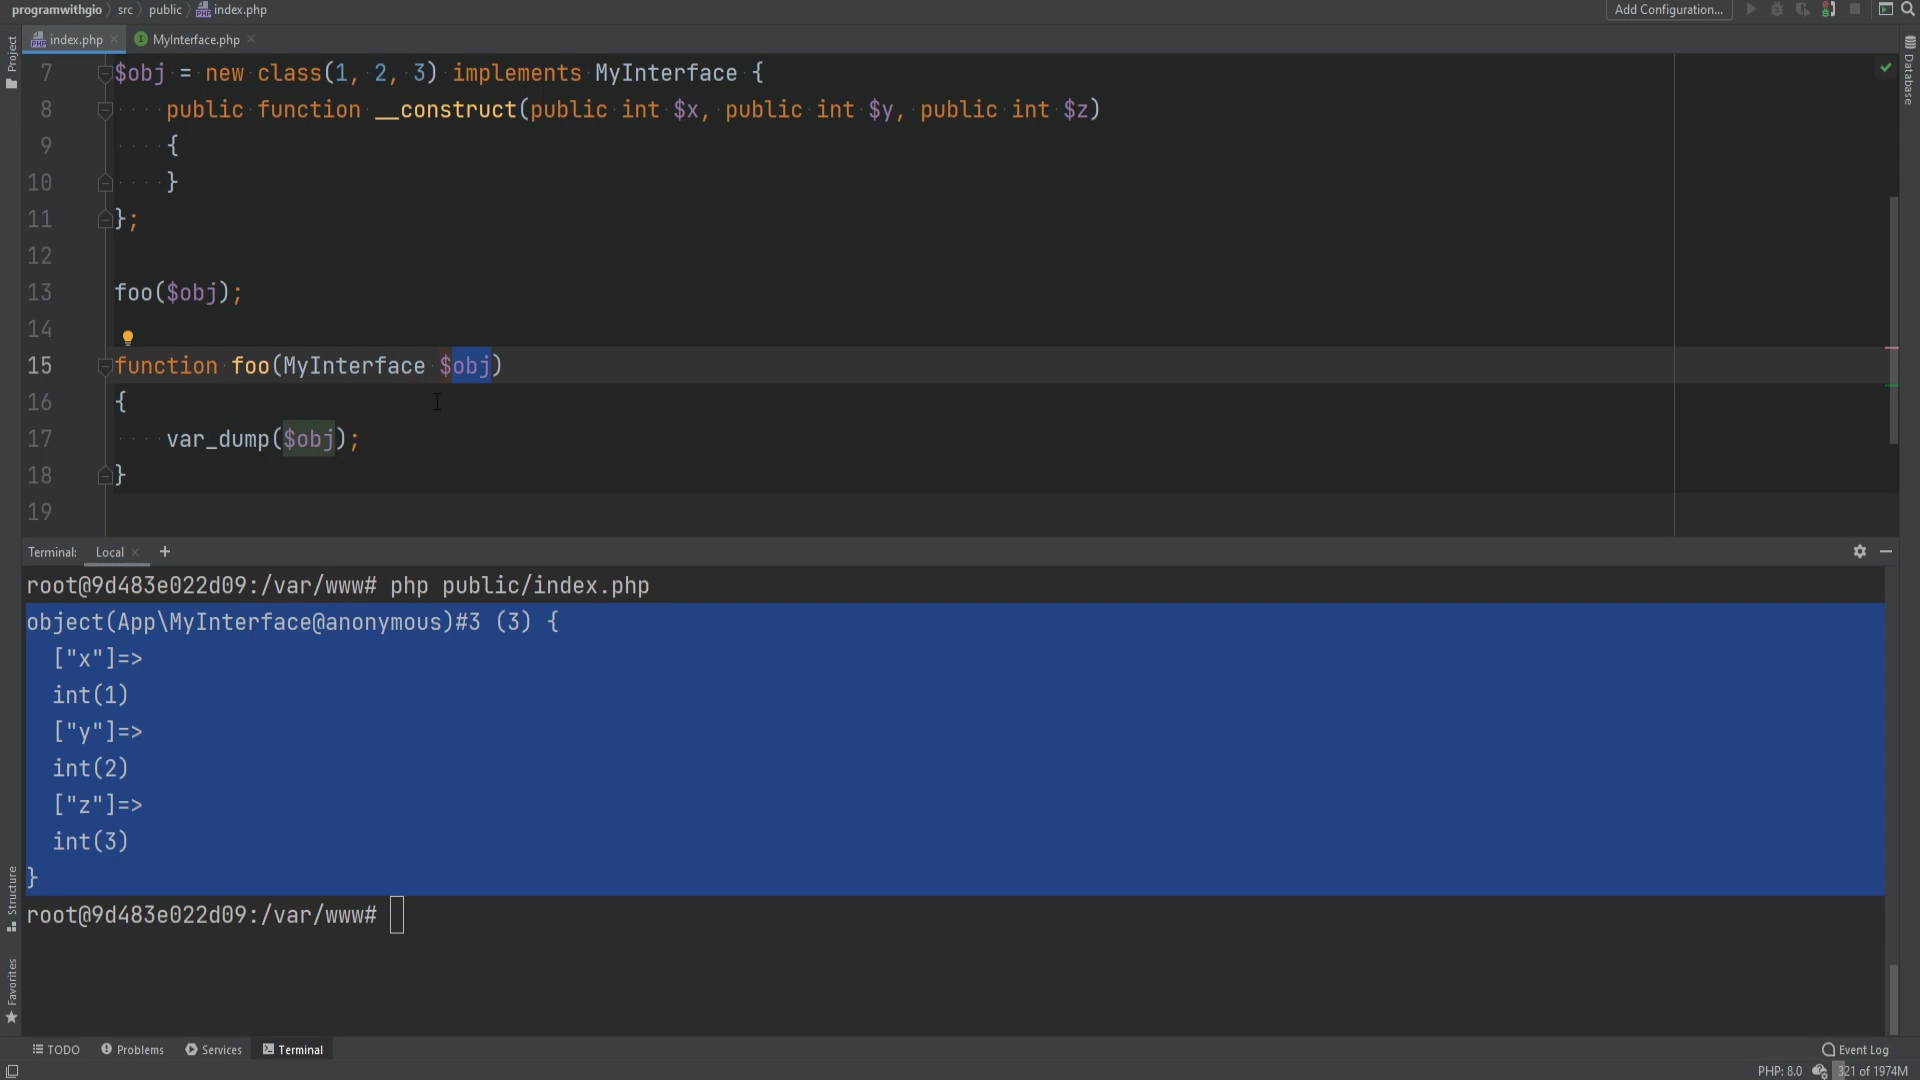 programwithgio src public index.php
Add Configuration...
index.php MyInterface.php
Project
Database
7 $obj = new class(1, 2, 3) implements MyInterface {
8 public function __construct(public int $x, public int $y, public int $z)
9 {
10 }
11 };
12
13 foo($obj);
14
15 function foo(MyInterface $obj)
16 {
17 var_dump($obj);
18 }
19
Terminal: Local +
root@9d483e022d09:/var/www# php public/index.php
object(App\MyInterface@anonymous)#3 (3) {
["x"]=>
int(1)
["y"]=>
int(2)
["z"]=>
int(3)
}
root@9d483e022d09:/var/www#
Structure
Favorites
TODO Problems Services Terminal
Event Log
PHP: 8.0 321 of 1974M